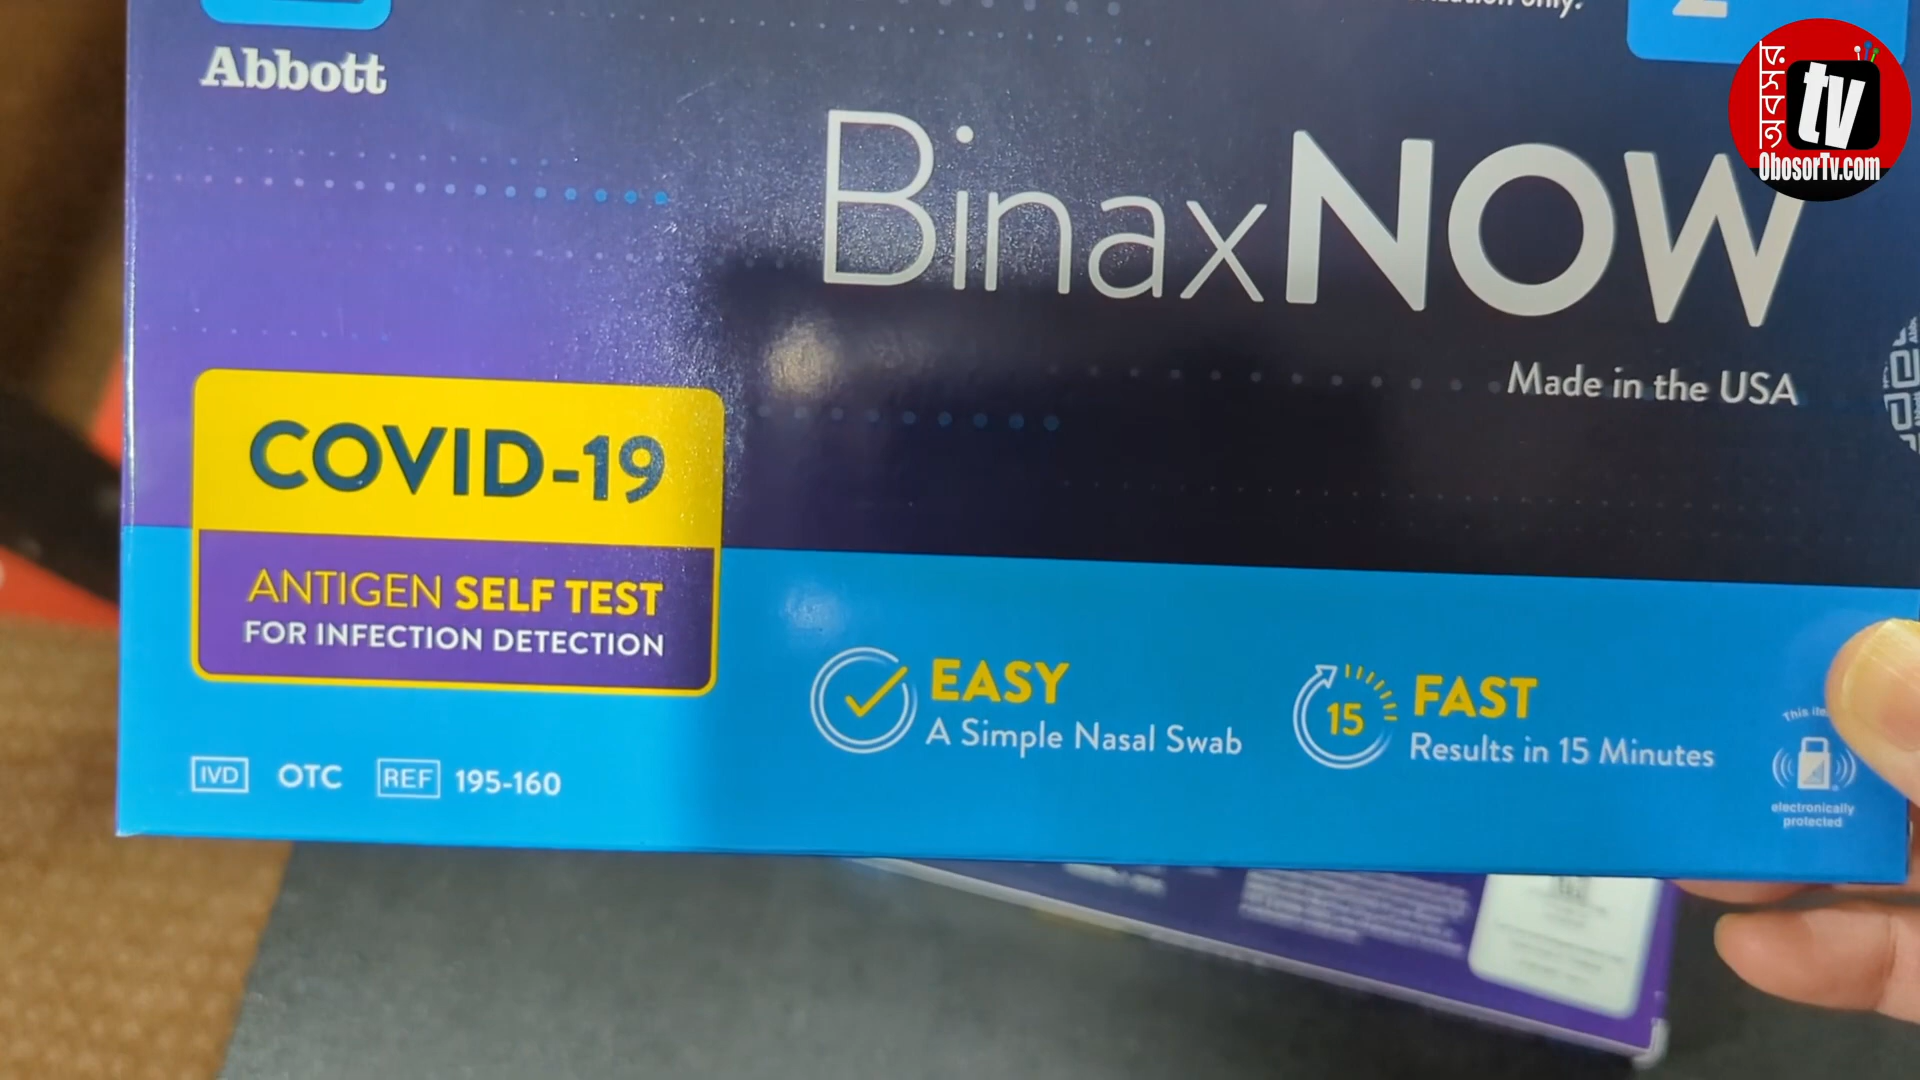 Abbott
BinaxNOW
Made in the USA
COVID-19
ANTIGEN SELF TEST
FOR INFECTION DETECTION
EASY
A Simple Nasal Swab
15
FAST
Results in 15 Minutes
IVD OTC REF 195-160
This
electronically
protected
অবসর
tv
ObosorTv.com